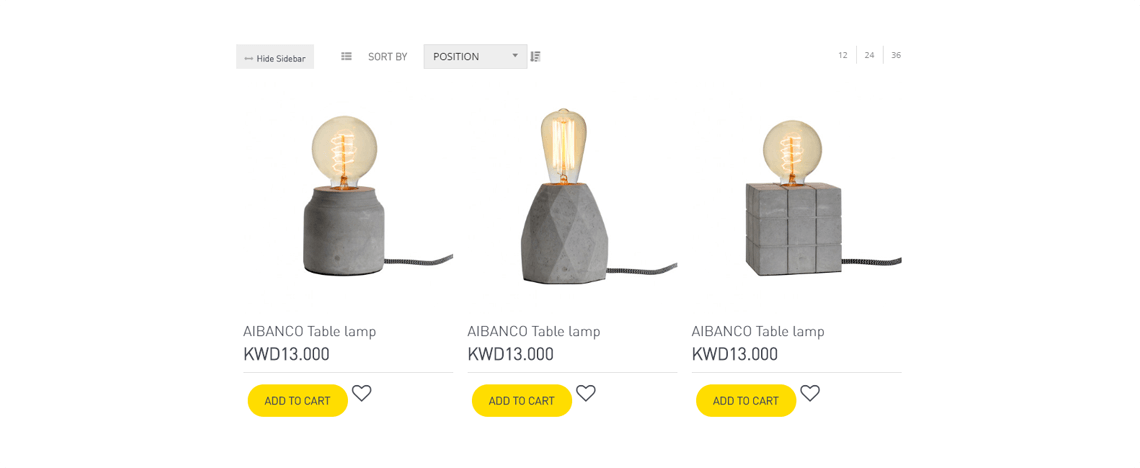 Hide Sidebar SORT BY POSITION 12 24 36
AIBANCO Table lamp AIBANCO Table lamp AIBANCO Table lamp
KWD13.000 KWD13.000 KWD13.000
ADD TO CART ADD TO CART ADD TO CART